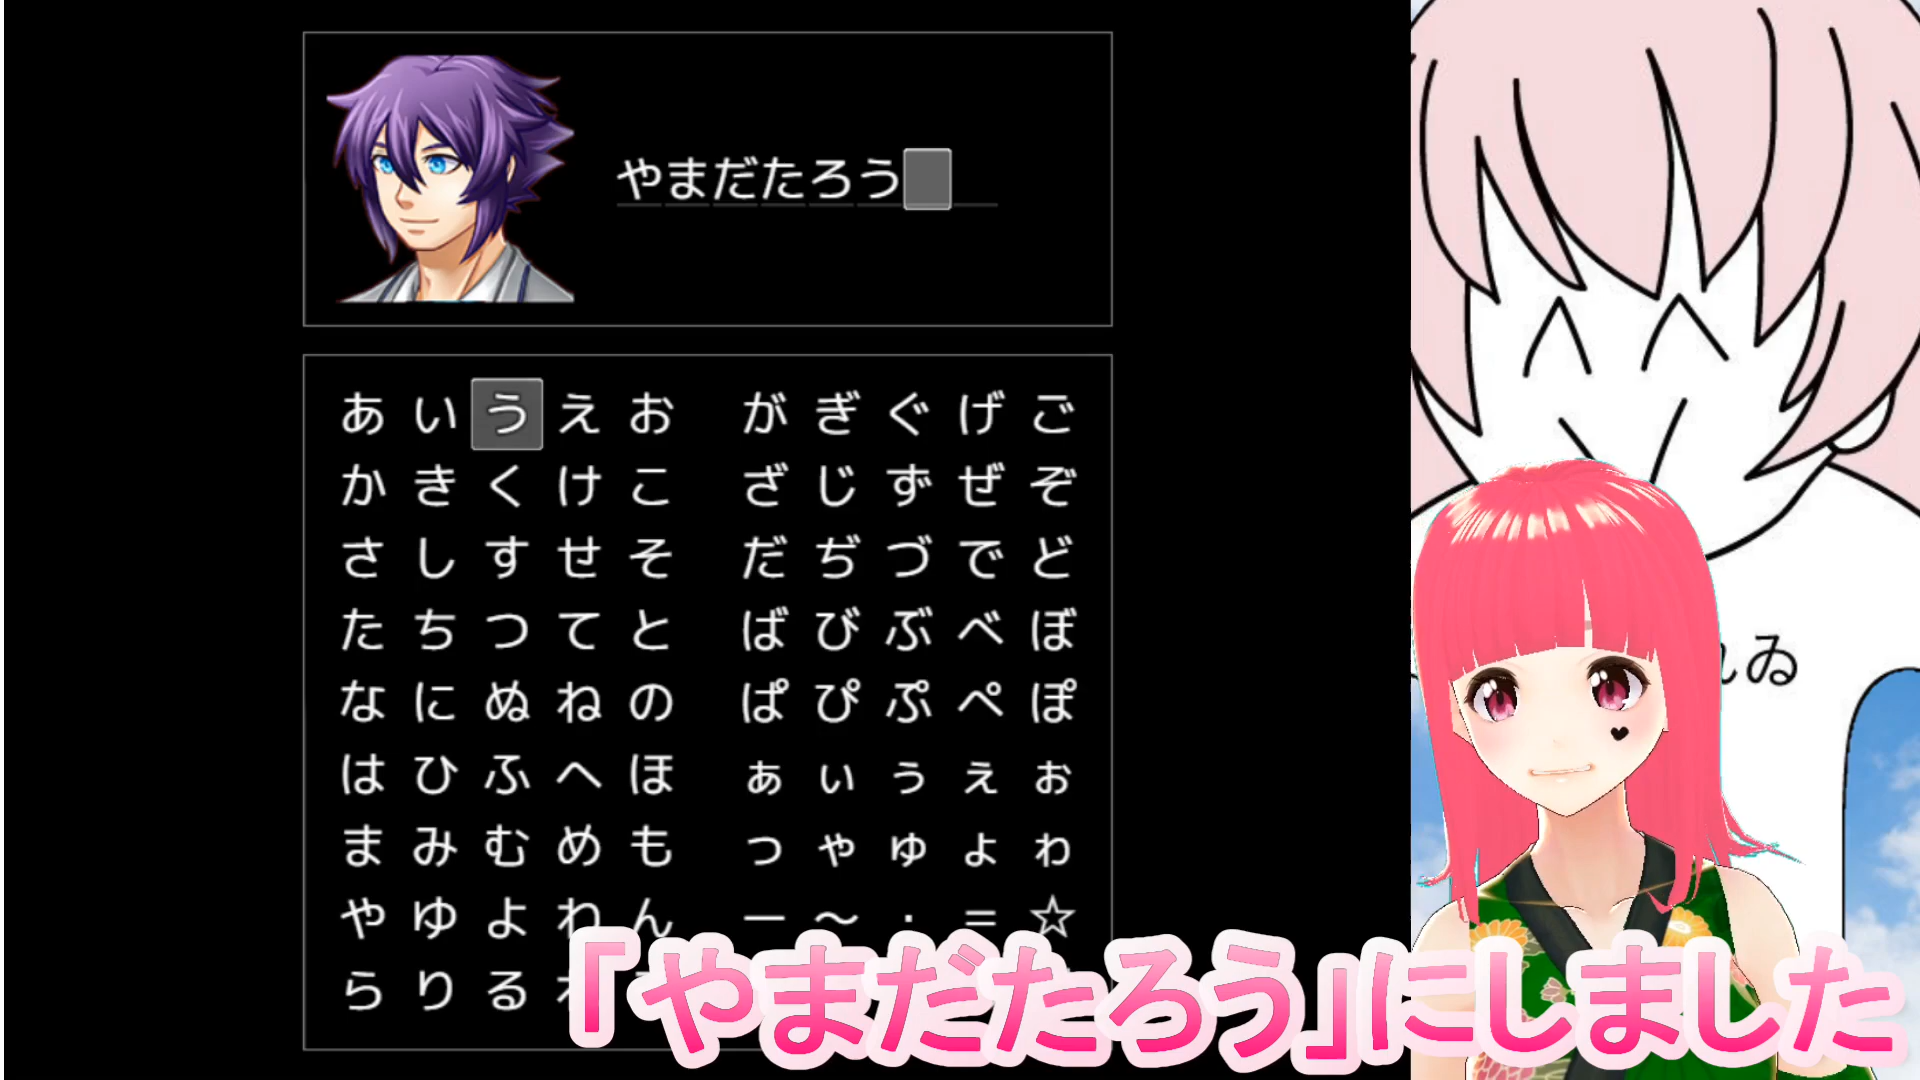 やまだたろう
あ い う え お が ぎ ぐ げ ご
か き く け こ ざ じ ず ぜ ぞ
さ し す せ そ だ ぢ づ で ど
た ち つ て と ば び ぶ べ ぼ
な に ぬ ね の ぱ ぴ ぷ ぺ ぽ
は ひ ふ へ ほ ぁ ぃ ぅ ぇ ぉ
ま み む め も っ ゃ ゅ ょ ゎ
や ゆ よ わ ん ー ～ ・ ＝ ☆
ら り る
ゐ
「やまだたろう」にしました